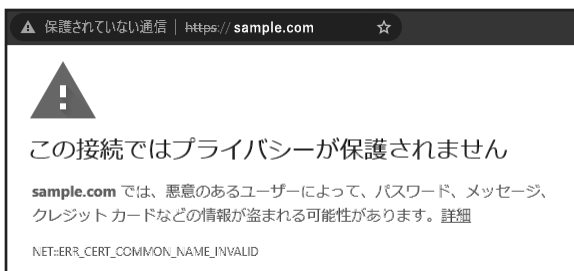 保護されていない通信 | https://sample.com
この接続ではプライバシーが保護されません
sample.com では、悪意のあるユーザーによって、パスワード、メッセージ、
クレジット カードなどの情報が盗まれる可能性があります。詳細
NET::ERR_CERT_COMMON_NAME_INVALID